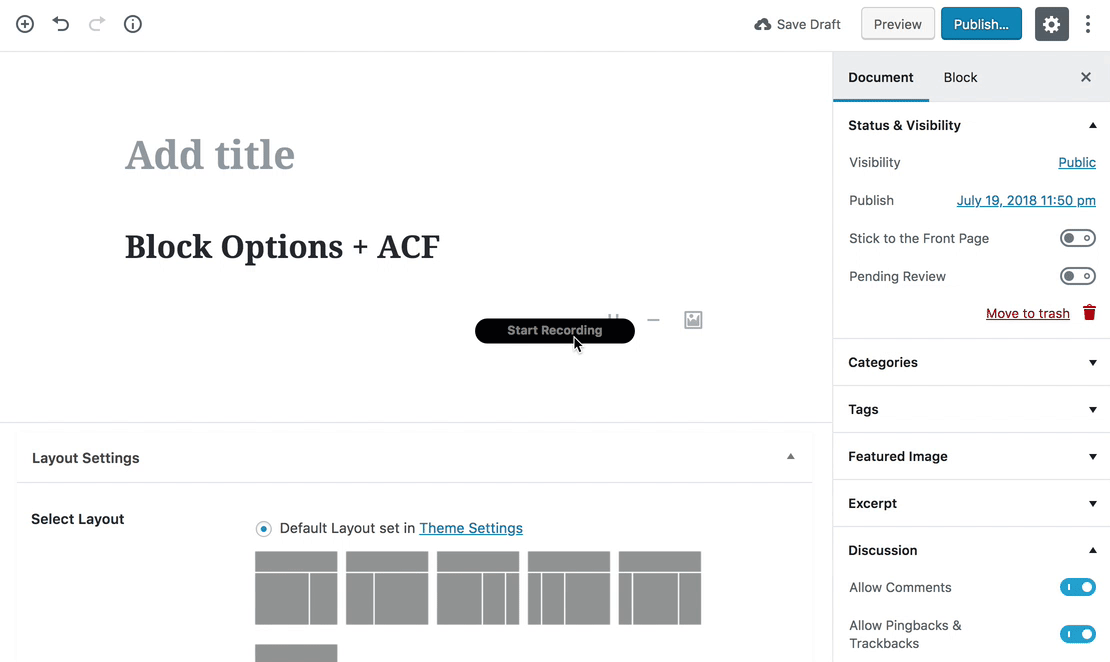 Save Draft
Preview
Publish...
Document
Block
Status & Visibility
Visibility
Public
Publish
July 19, 2018 11:50 pm
Stick to the Front Page
Pending Review
Move to trash
Categories
Tags
Featured Image
Excerpt
Discussion
Allow Comments
Allow Pingbacks &
Trackbacks
Add title
Block Options + ACF
Start Recording
Layout Settings
Select Layout
Default Layout set in Theme Settings